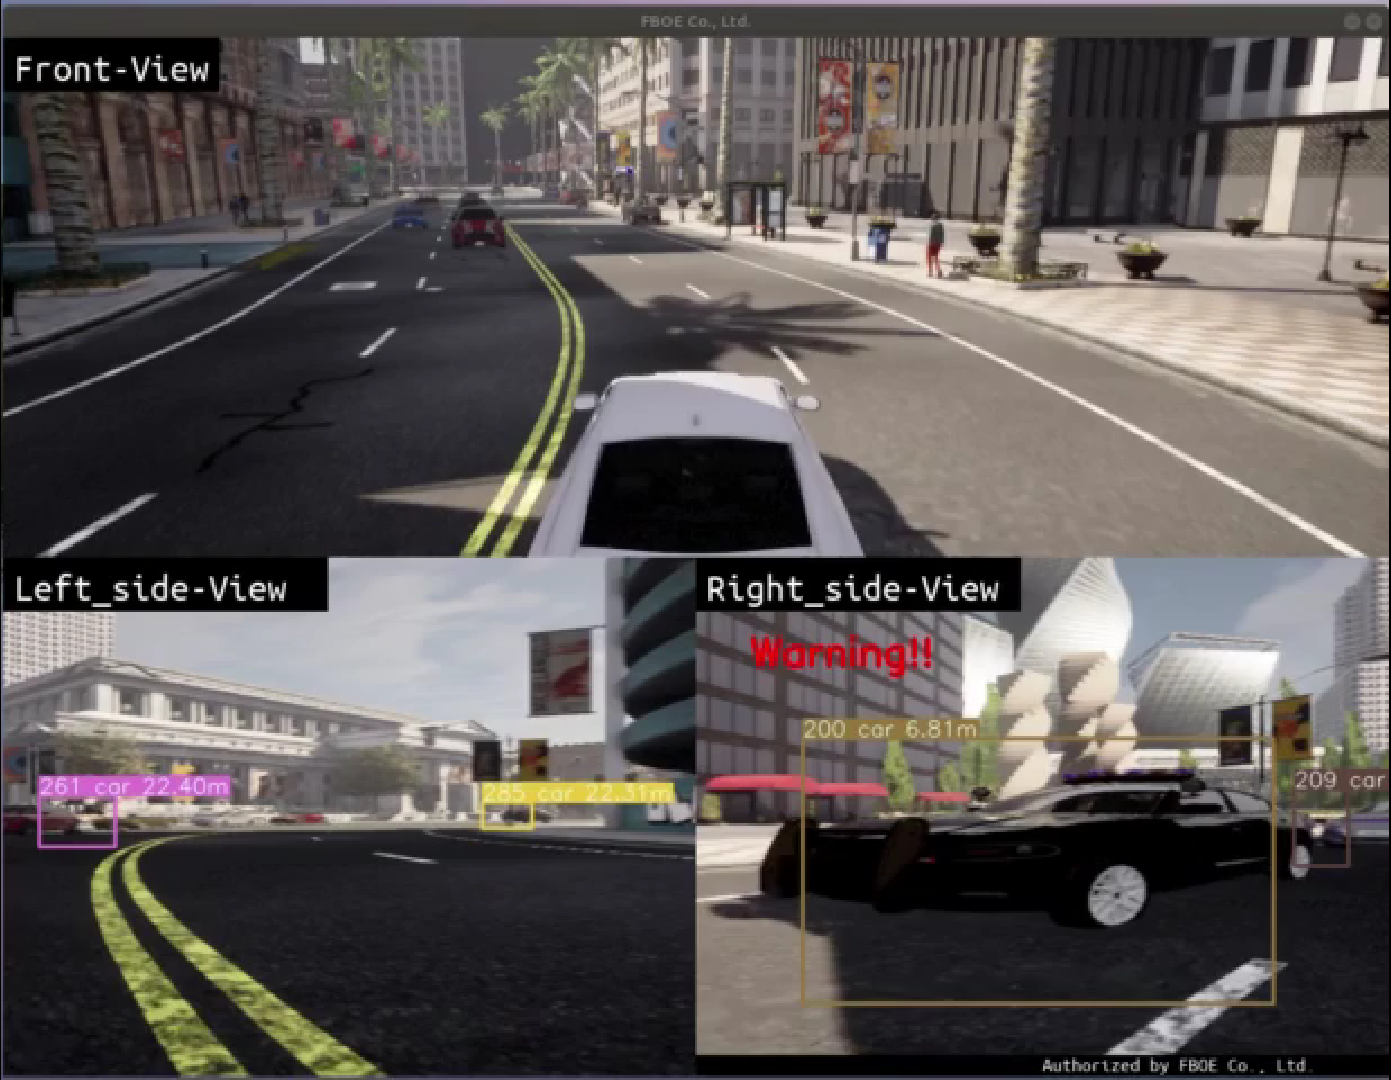 FBOE Co., Ltd.
Front-View
Left_side-View
Right_side-View
Warning!!
200 car 6.81m
209 car
261 car 22.40m
285 car 22.31m
Authorized by FBOE Co., Ltd.